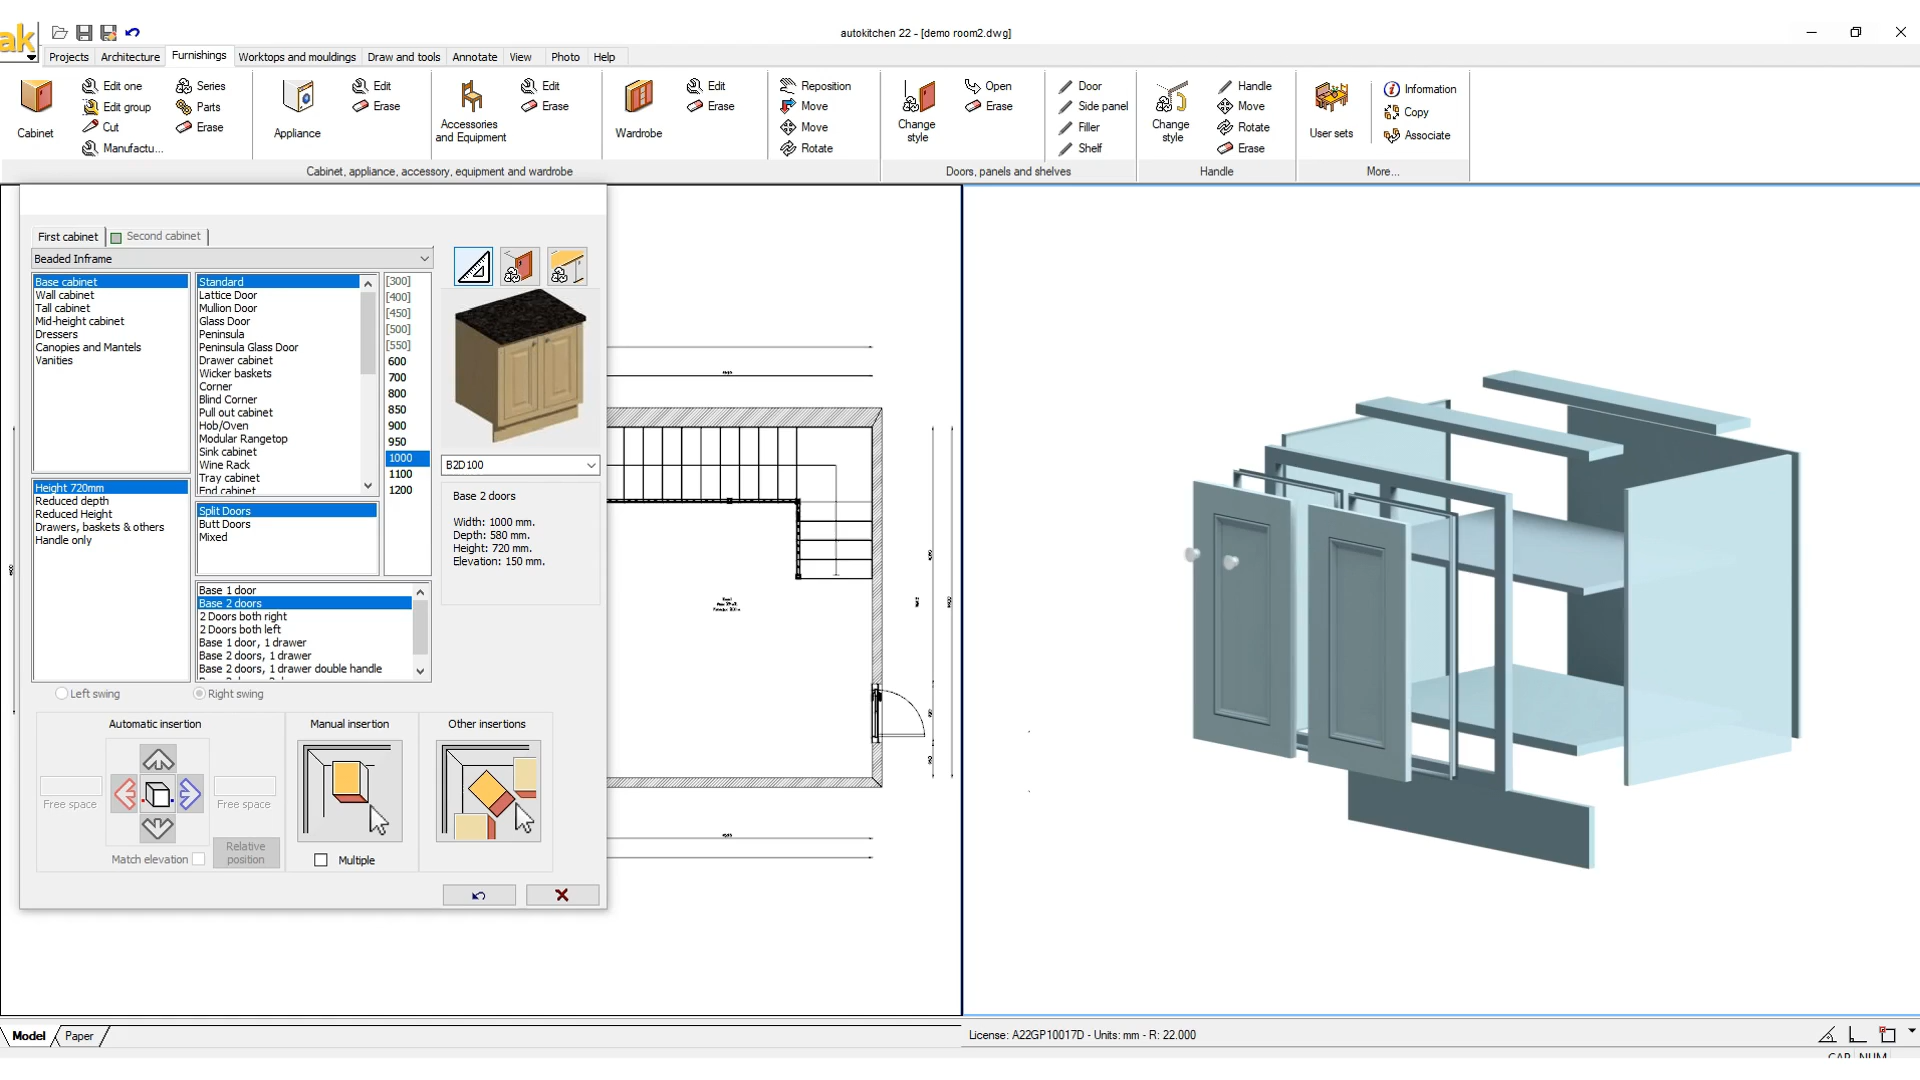 ak
autokitchen 22 - [demo room2.dwg]
Projects Architecture Furnishings Worktops and mouldings Draw and tools Annotate View Photo Help
Cabinet
Edit one
Edit group
Cut
Manufactu...
Series
Parts
Erase
Appliance
Edit
Erase
Accessories
and Equipment
Edit
Erase
Wardrobe
Edit
Erase
Reposition
Move
Move
Rotate
Change
style
Open
Erase
Door
Side panel
Filler
Shelf
Change
style
Handle
Move
Rotate
Erase
User sets
Information
Copy
Associate
Cabinet, appliance, accessory, equipment and wardrobe
Doors, panels and shelves
Handle
More...
First cabinet
Second cabinet
Beaded Inframe
Base cabinet
Wall cabinet
Tall cabinet
Mid-height cabinet
Dressers
Canopies and Mantels
Vanities
Standard
Lattice Door
Mullion Door
Glass Door
Peninsula
Peninsula Glass Door
Drawer cabinet
Wicker baskets
Corner
Blind Corner
Pull out cabinet
Hob/Oven
Modular Rangetop
Sink cabinet
Wine Rack
Tray cabinet
End cabinet
[300]
[400]
[450]
[500]
[550]
600
700
800
850
900
950
1000
1100
1200
B2D100
Base 2 doors
Width: 1000 mm.
Depth: 580 mm.
Height: 720 mm.
Elevation: 150 mm.
Height 720mm
Reduced depth
Reduced Height
Drawers, baskets & others
Handle only
Split Doors
Butt Doors
Mixed
Base 1 door
Base 2 doors
2 Doors both right
2 Doors both left
Base 1 door, 1 drawer
Base 2 doors, 1 drawer
Base 2 doors, 1 drawer double handle
Left swing
Right swing
Automatic insertion
Free space
Free space
Match elevation
Relative
position
Manual insertion
Multiple
Other insertions
Model
Paper
License: A22GP10017D - Units: mm - R: 22.000
CAP NUM